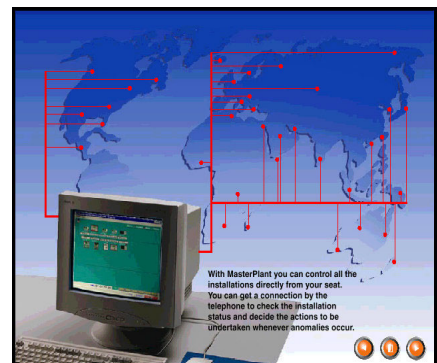 With MasterPlant you can control all the
installations directly from your seat.
You can get a connection by the
telephone to check the installation
status and decide the actions to be
undertaken whenever anomalies occur.